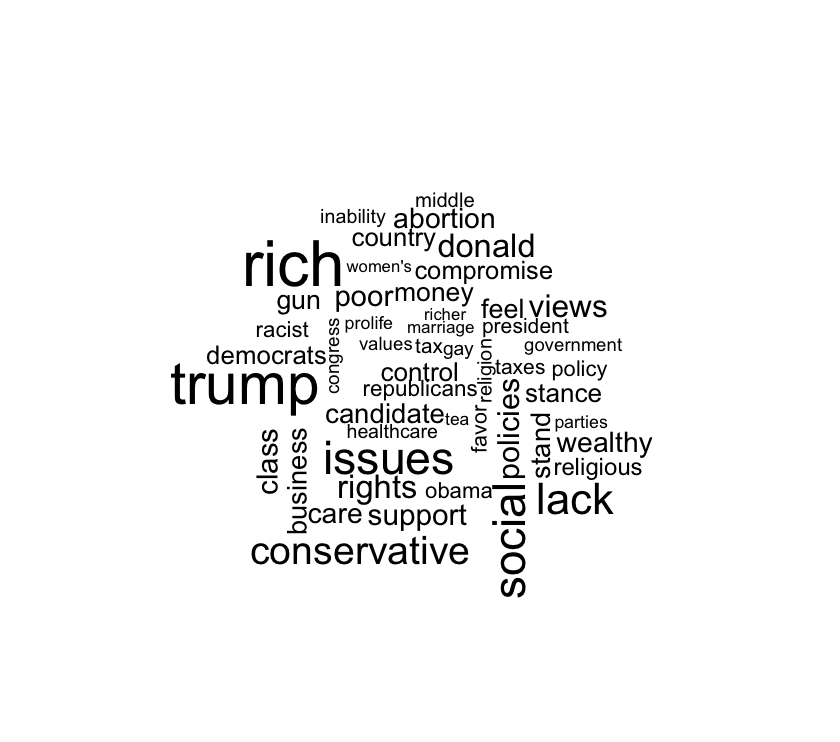 middle
inability
abortion
country
donald
rich
women's
compromise
gun
poor
money
feel
views
richer
racist
prolife
marriage
president
congress
values
tax
gay
religion
government
democrats
trump
control
taxes
policy
republicans
stance
candidate
tea
favor
policies
stand
parties
healthcare
class
business
issues
wealthy
religious
rights
obama
social
lack
care
support
conservative